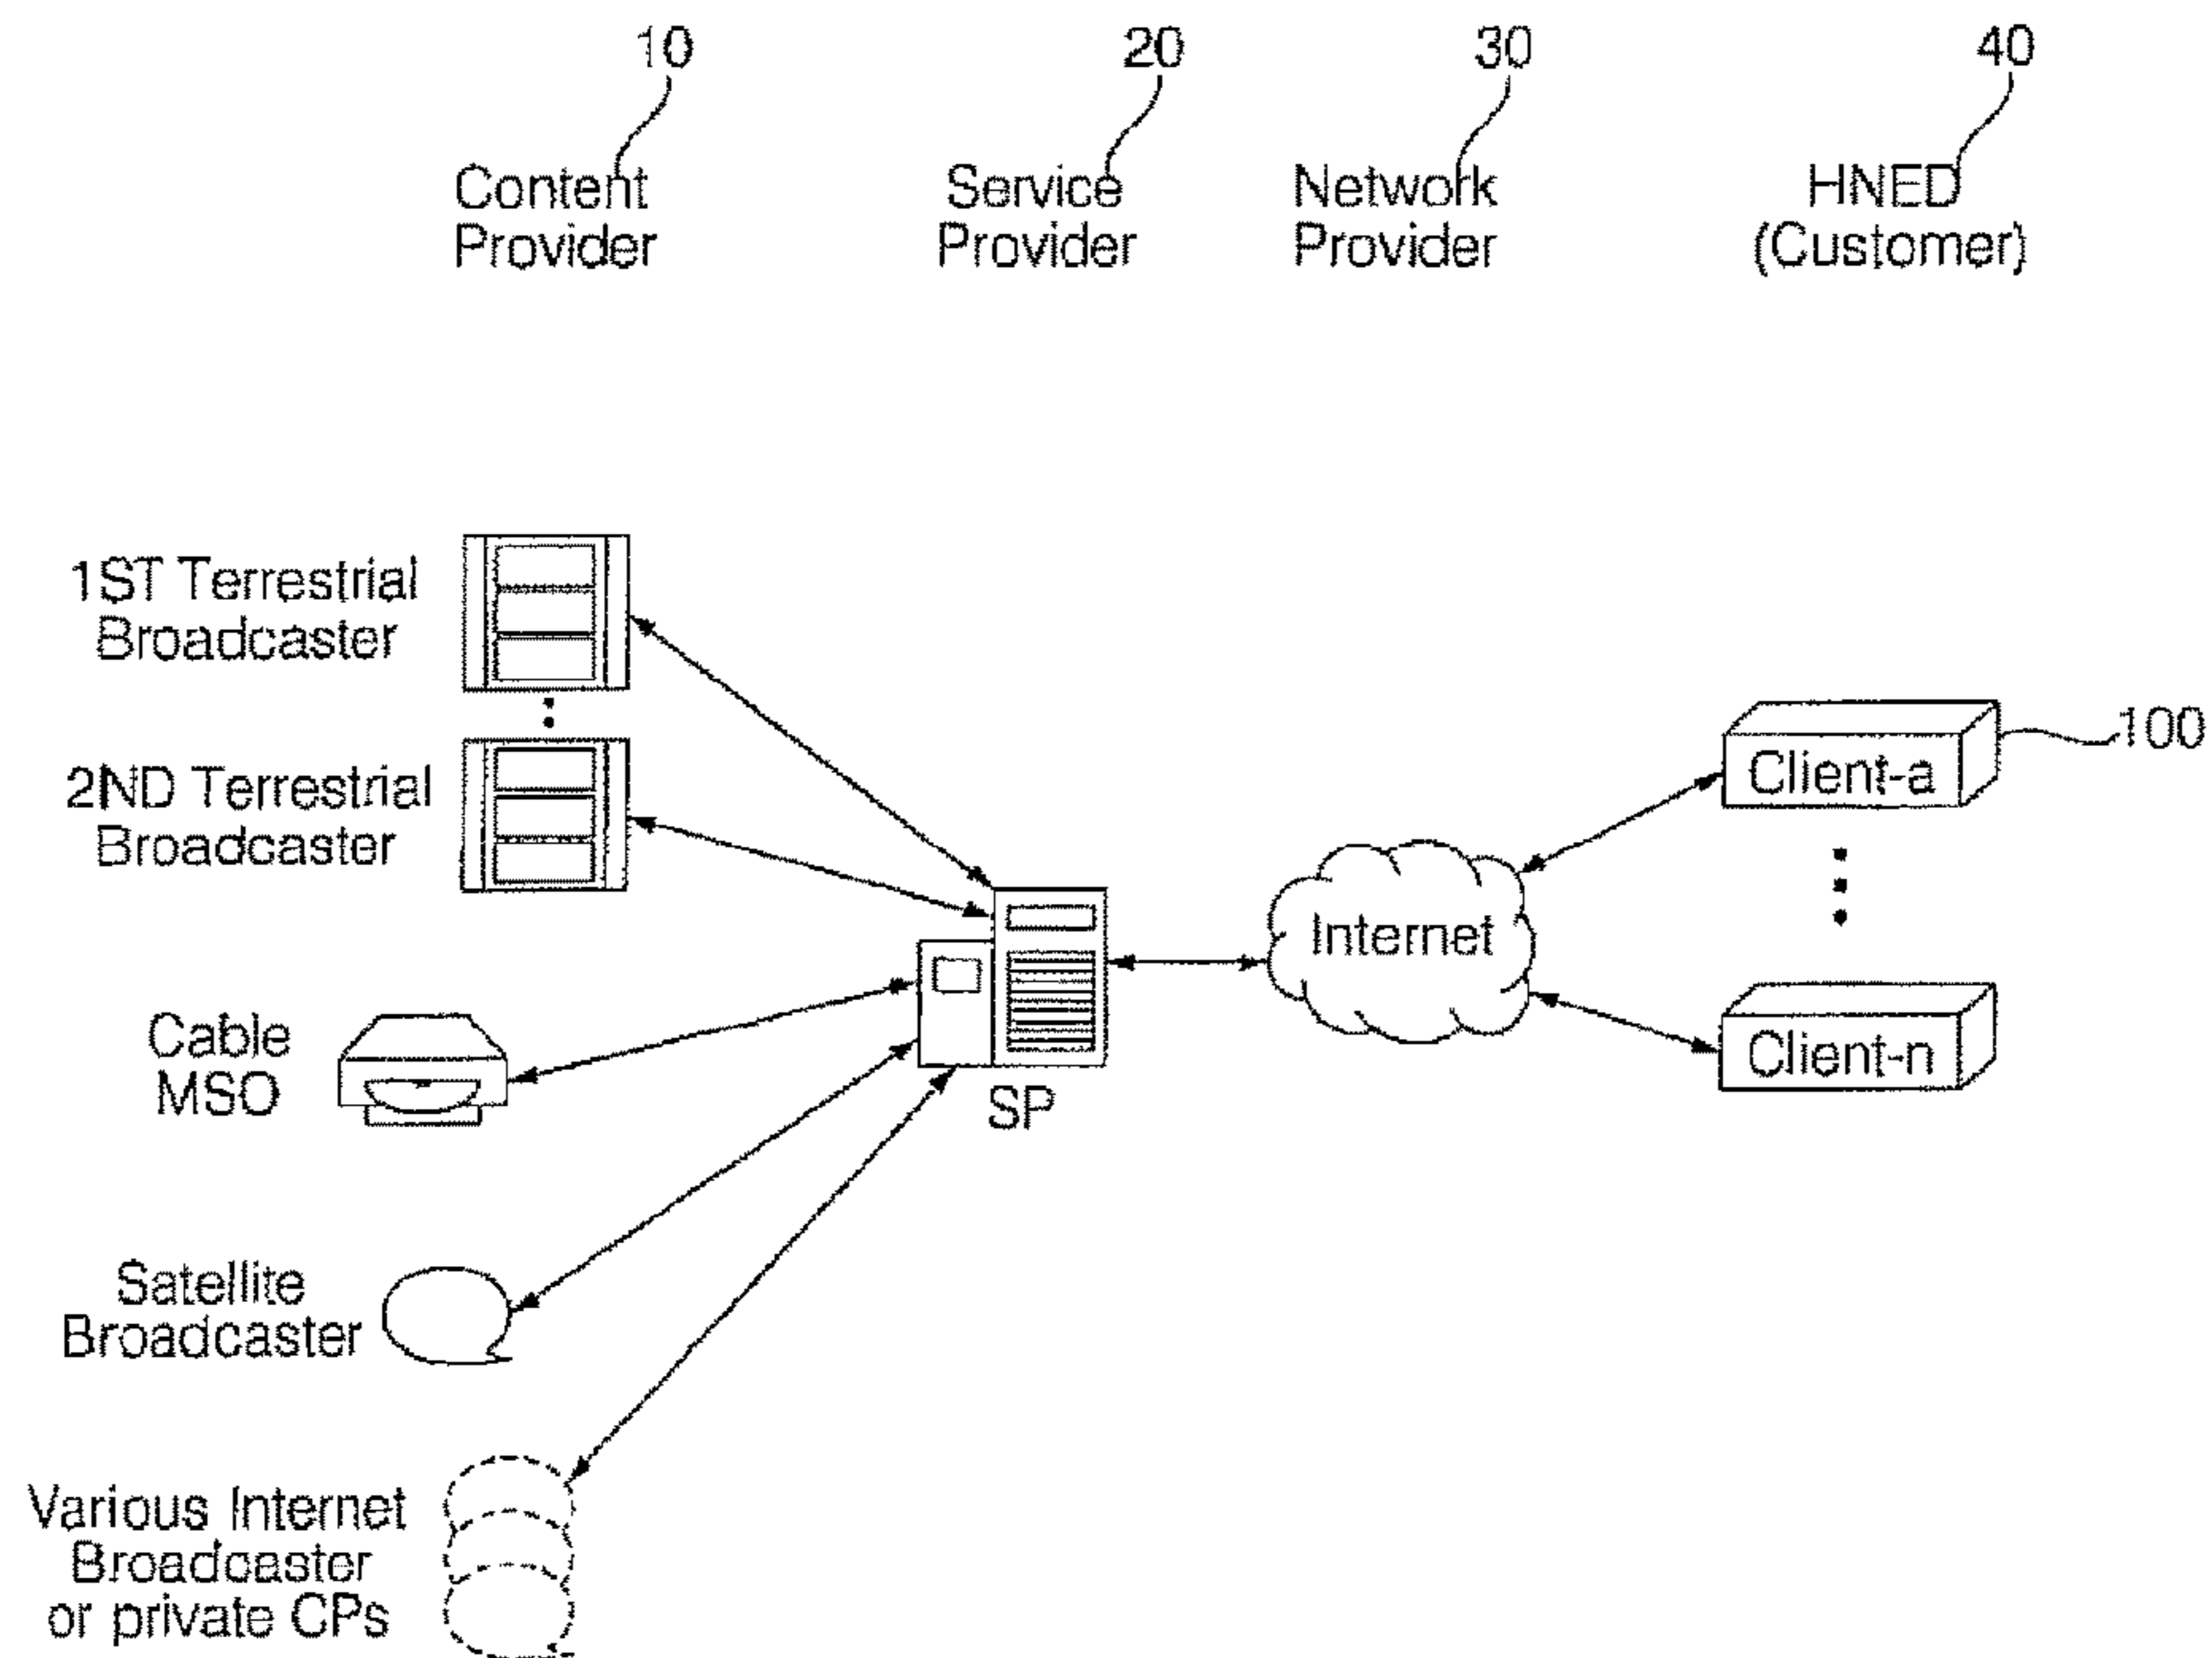 10
20
30
40
Content
Provider
Service
Provider
Network
Provider
HNED
(Customer)
1ST Terrestrial
Broadcaster
2ND Terrestrial
Broadcaster
Cable
MSO
Satellite
Broadcaster
Various Internet
Broadcaster
or private CPs
SP
Internet
Client-a
100
Client-n